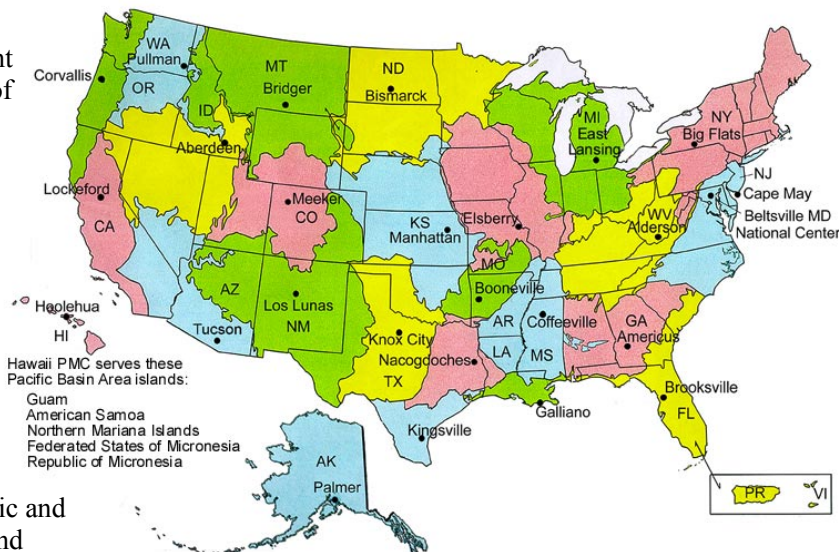 nt
of
WA
Pullman
Corvallis
OR
MT
Bridger
ID
Aberdeen
ND
Bismarck
MI
East
Lansing
NY
Big Flats
NJ
Cape May
Beltsville MD
National Center
WV
Alderson
Lockeford
CA
Meeker
CO
KS
Manhattan
Elsberry
MO
Booneville
AZ
Los Lunas
NM
Tucson
Knox City
TX
Nacogdoches
AR
LA
Coffeeville
MS
GA
Americus
Brooksville
FL
Galliano
Kingsville
Hoolehua
HI
Hawaii PMC serves these
Pacific Basin Area islands:
Guam
American Samoa
Northern Mariana Islands
Federated States of Micronesia
Republic of Micronesia
AK
Palmer
PR
VI
ic and
nd